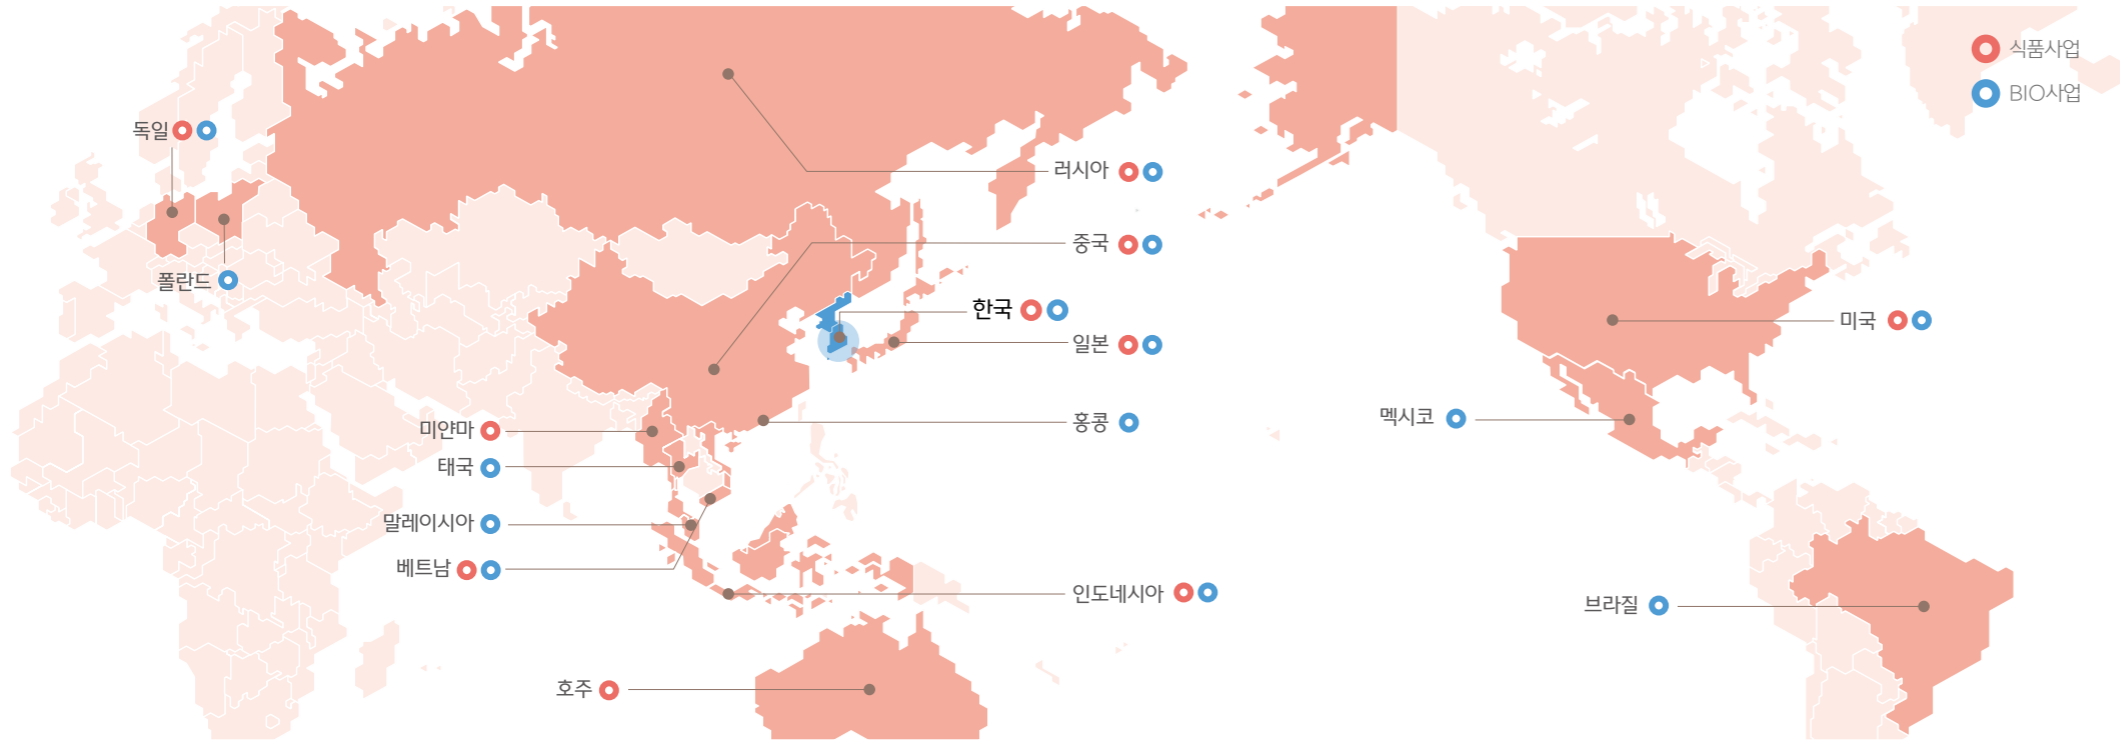 식품사업
BIO사업
독일
폴란드
러시아
중국
한국
일본
홍콩
미얀마
태국
말레이시아
베트남
인도네시아
호주
미국
멕시코
브라질